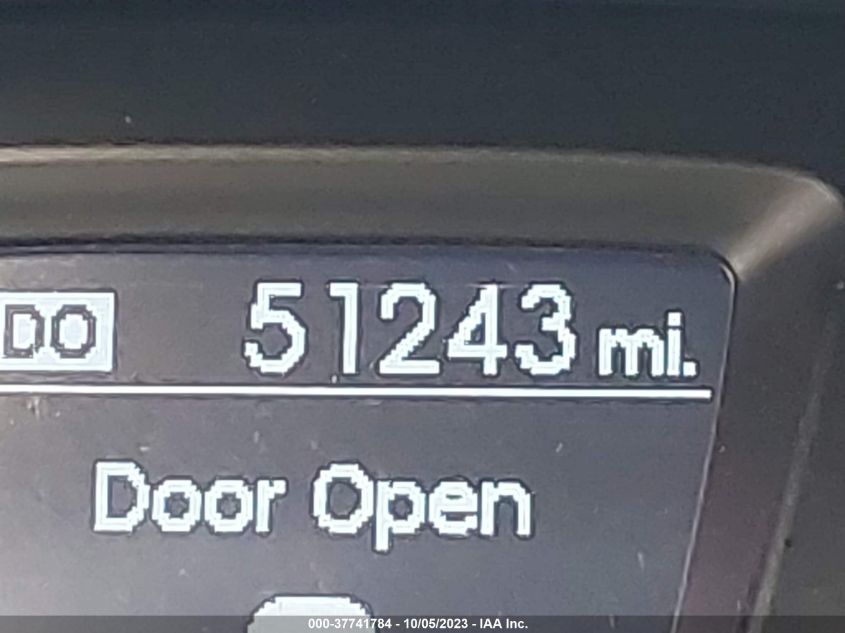 DO 51243 mi.
Door Open
000-37741784 - 10/05/2023 - IAA Inc.